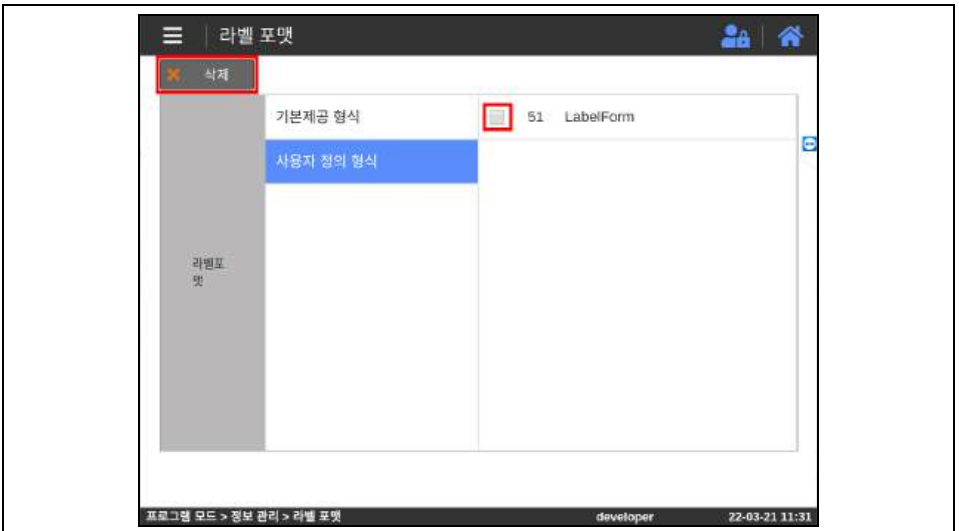 라벨 포맷
삭제
기본제공 형식
51 LabelForm
사용자 정의 형식
라벨포
맷
프로그램 모드 > 정보 관리 > 라벨 포맷
developer
22-03-21 11:31